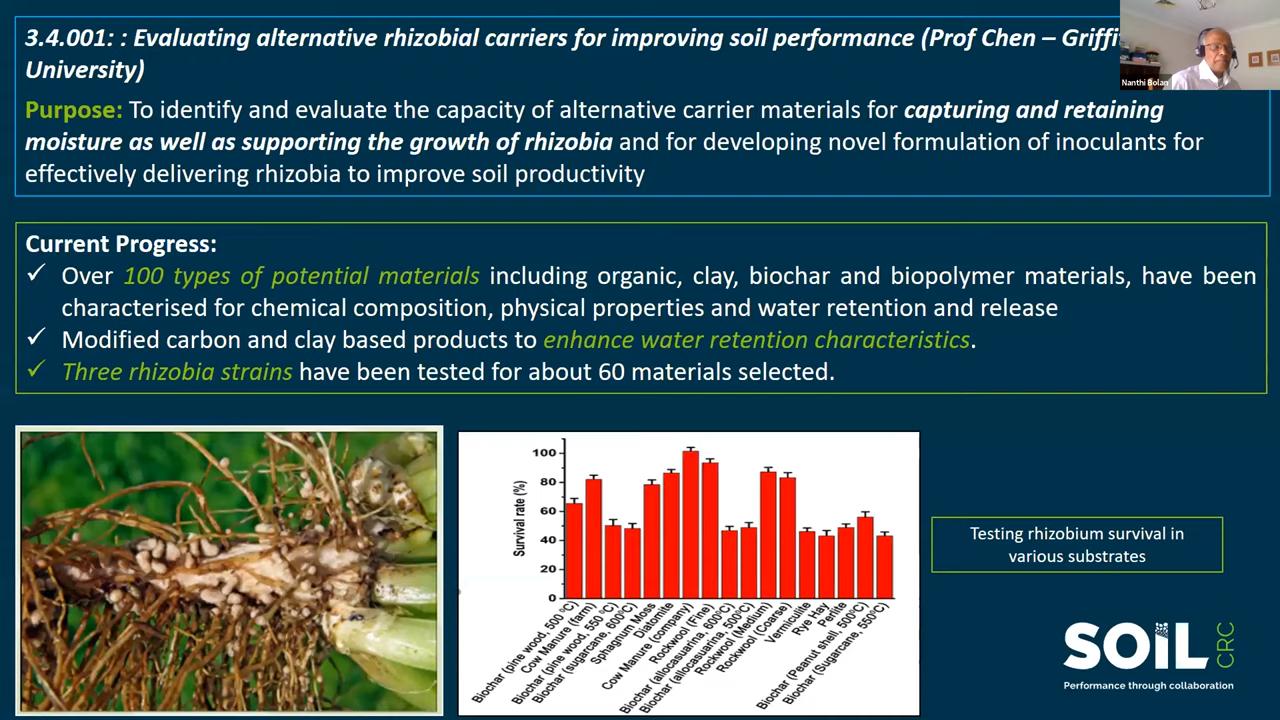 3.4.001: : Evaluating alternative rhizobial carriers for improving soil performance (Prof Chen – Griffi
University)
Nanthi Bolan
Purpose: To identify and evaluate the capacity of alternative carrier materials for capturing and retaining
moisture as well as supporting the growth of rhizobia and for developing novel formulation of inoculants for
effectively delivering rhizobia to improve soil productivity
Current Progress:
✓ Over 100 types of potential materials including organic, clay, biochar and biopolymer materials, have been
characterised for chemical composition, physical properties and water retention and release
✓ Modified carbon and clay based products to enhance water retention characteristics.
✓ Three rhizobia strains have been tested for about 60 materials selected.
Survival rate (%)
100
80
60
40
20
0
Biochar (pine wood, 500 ºC)
Cow Manure (farm)
Biochar (pine wood, 550 ºC)
Biochar (sugarcane, 600ºC)
Sphagnum Moss
Diatomite
Cow Manure (company)
Rockwool (Fine)
Biochar (allocasuarina, 600ºC)
Biochar (allocasuarina, 500ºC)
Rockwool (Medium)
Rockwool (Coarse)
Vermiculite
Rye Hay
Perlite
Biochar (Peanut shell, 500ºC)
Biochar (Sugarcane, 550ºC)
Testing rhizobium survival in
various substrates
SOIL CRC
Performance through collaboration